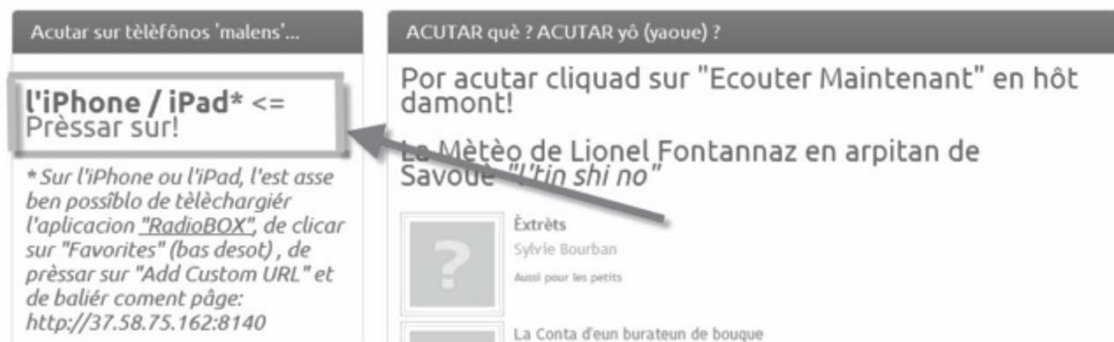 Acutar sur tèlèfônos 'malens'...
l'iPhone / iPad* <=
Prèssar sur!
* Sur l'iPhone ou l'iPad, l'est asse
ben possîblo de tèlèchargiér
l'aplicacion "RadioBOX", de clicar
sur "Favorites" (bas desot) , de
prèssar sur "Add Custom URL" et
de baliér coment pâge:
http://37.58.75.162:8140
ACUTAR què ? ACUTAR yô (yaoue) ?
Por acutar cliquad sur "Ecouter Maintenant" en hôt
damont!
La Mètèo de Lionel Fontannaz en arpitan de
Savouè "l'tin shi no"
Èxtrèts
Sylvie Bourban
Aussi pour les petits
La Conta d'eun burateun de bouque